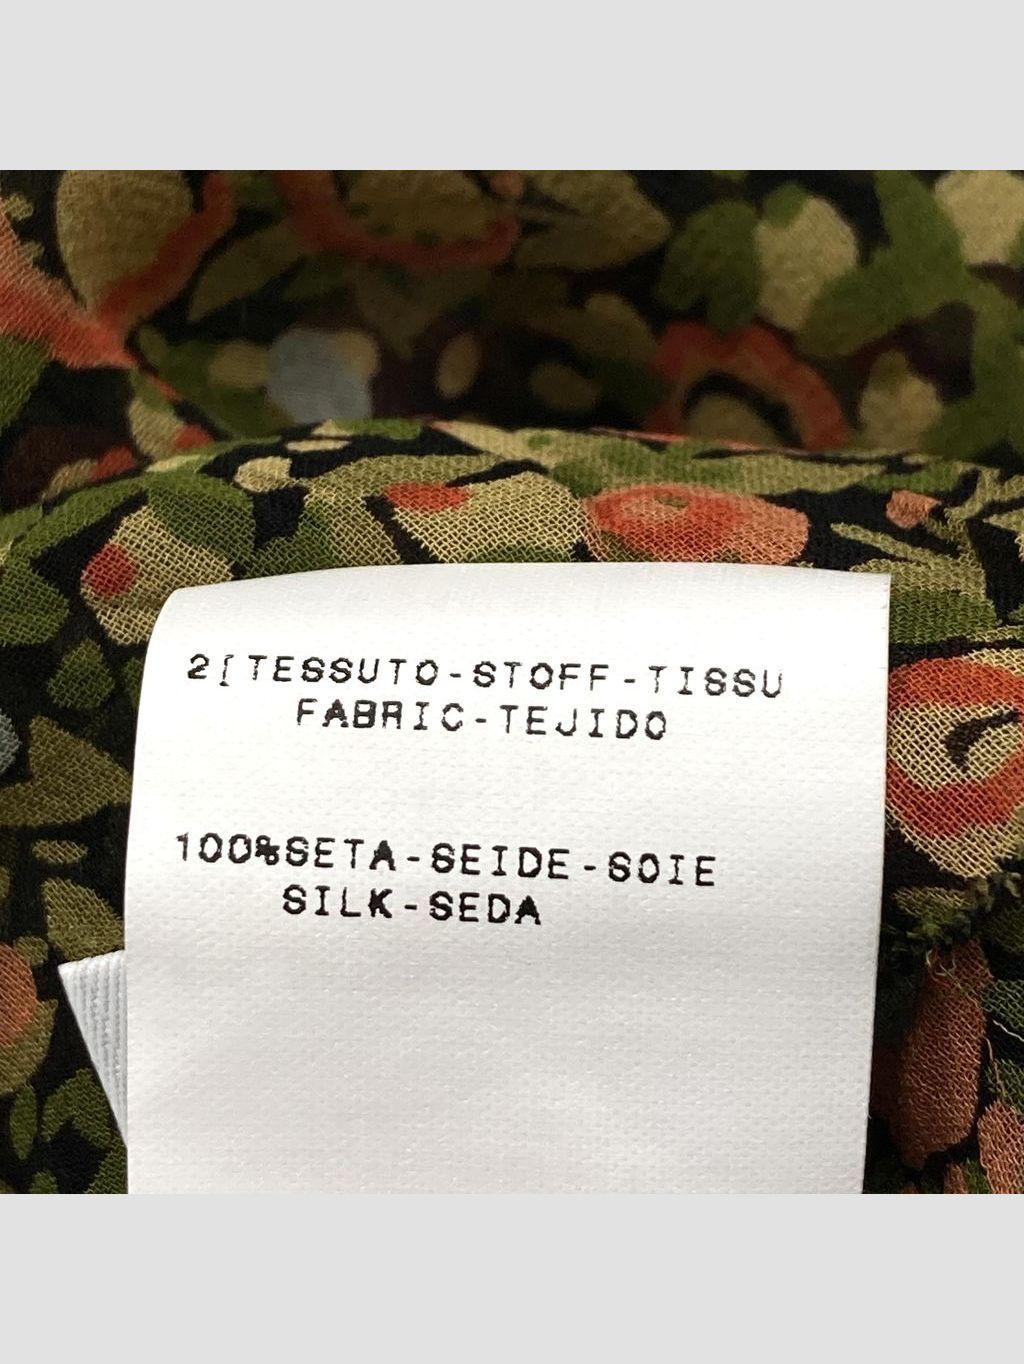 2[TESSUTO-STOFF-TISSU
FABRIC-TEJIDO
100%SETA-SEIDE-SOIE
SILK-SEDA